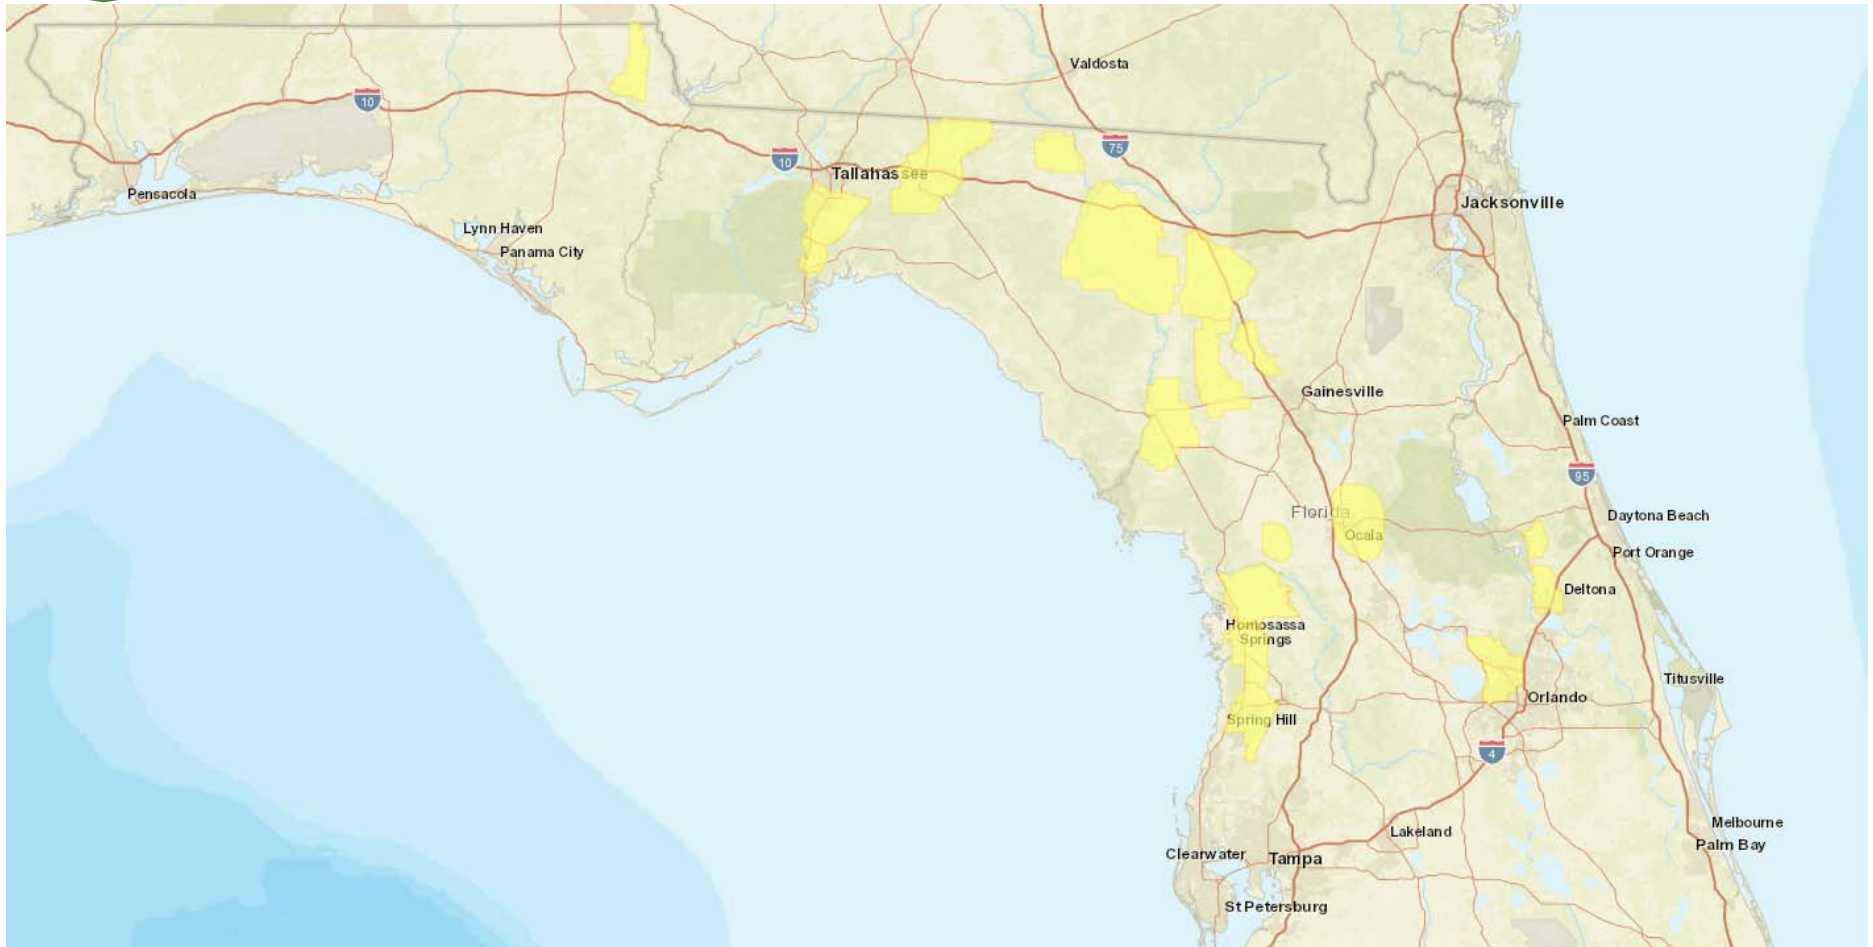 Valdosta
10
75
10
Tallahassee
Pensacola
Jacksonville
Lynn Haven
Panama City
Gainesville
Palm Coast
95
Florida
Daytona Beach
Ocala
Port Orange
Deltona
Homosassa
Springs
Titusville
Orlando
Spring Hill
4
Melbourne
Lakeland
Palm Bay
Clearwater
Tampa
St Petersburg